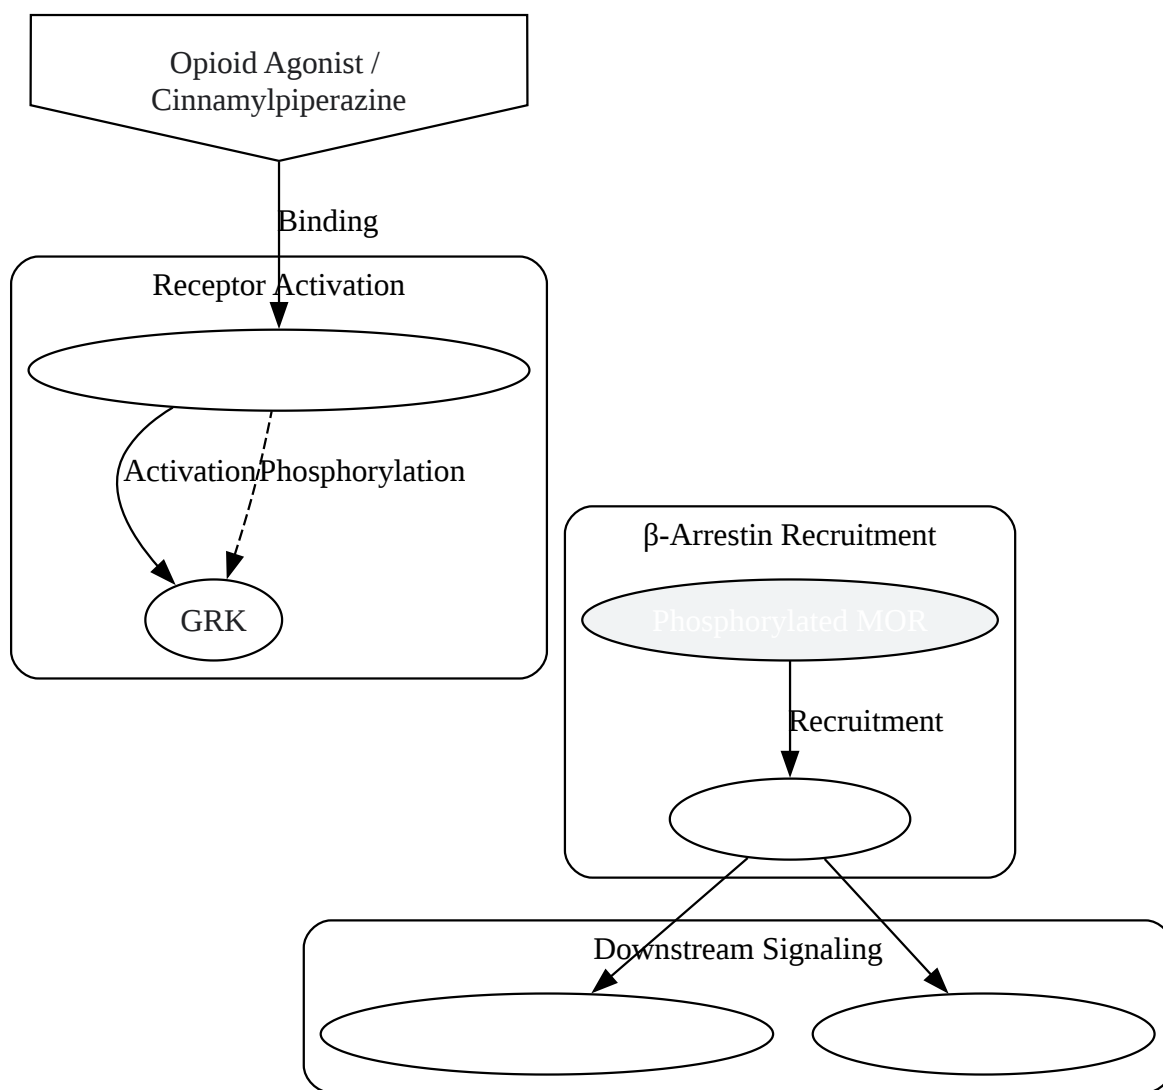 Opioid Agonist /
Cinnamylpiperazine
Binding
Receptor Activation
Activation
Phosphorylation
GRK
β-Arrestin Recruitment
Phosphorylated MOR
Recruitment
Downstream Signaling